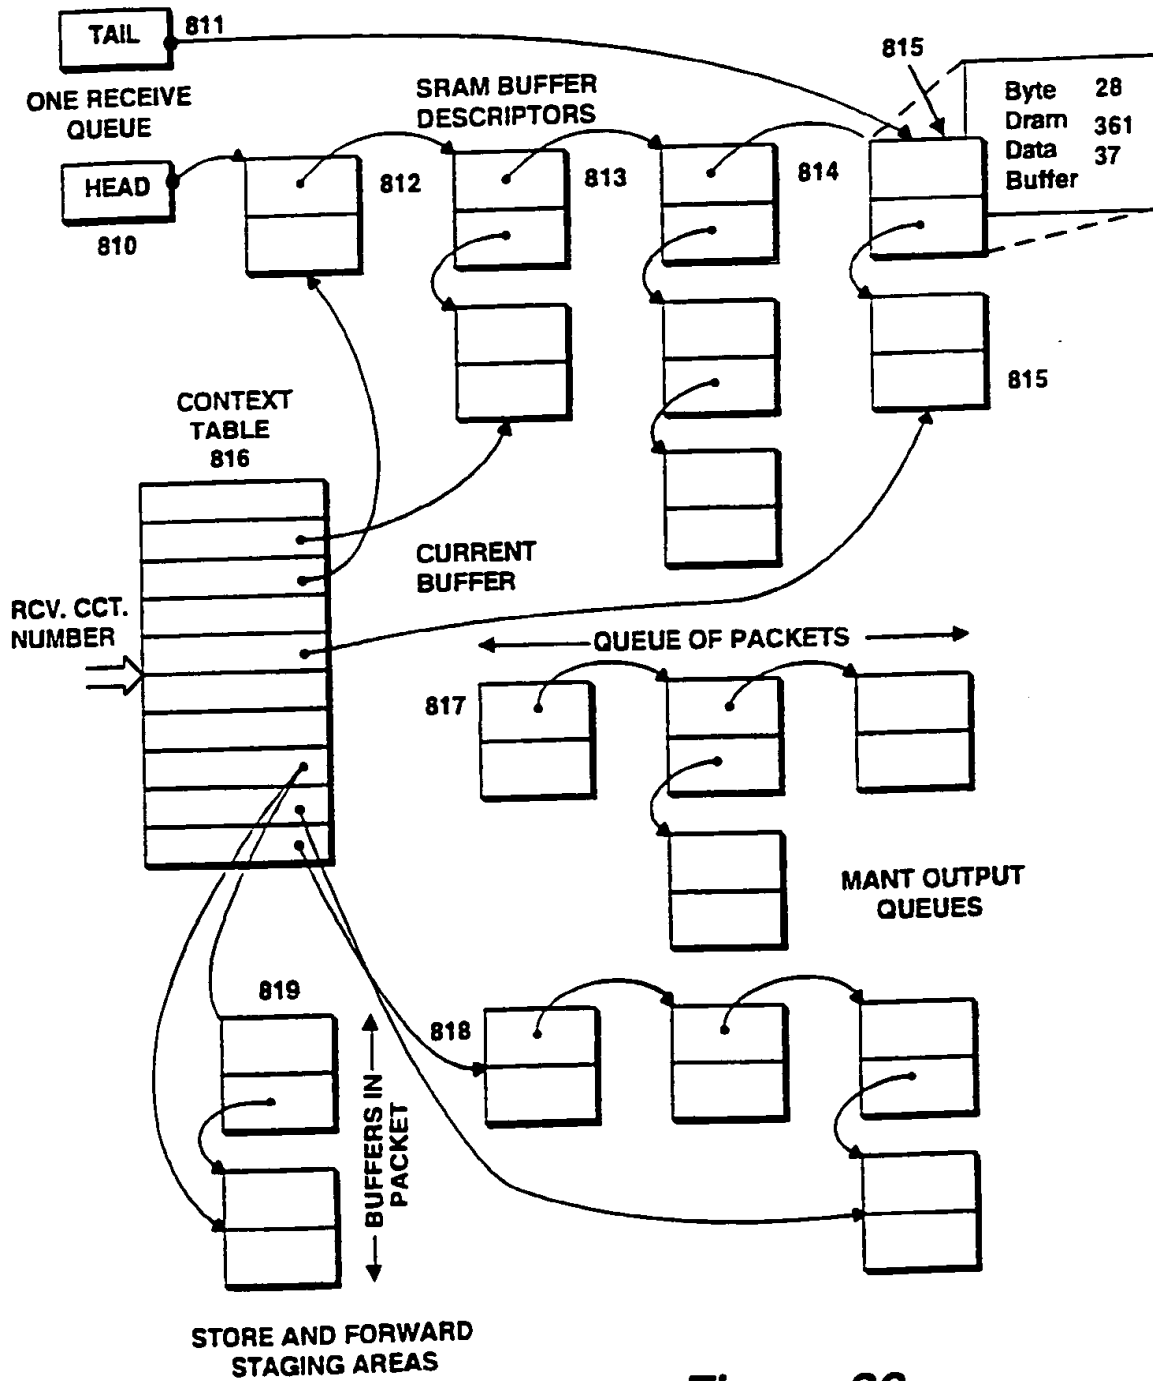 TAIL
811
ONE RECEIVE
QUEUE
HEAD
810
SRAM BUFFER
DESCRIPTORS
812
813
814
815
Byte 28
Dram 361
Data 37
Buffer
815
CONTEXT
TABLE
816
CURRENT
BUFFER
RCV. CCT.
NUMBER
QUEUE OF PACKETS
817
MANT OUTPUT
QUEUES
819
818
BUFFERS IN
PACKET
STORE AND FORWARD
STAGING AREAS